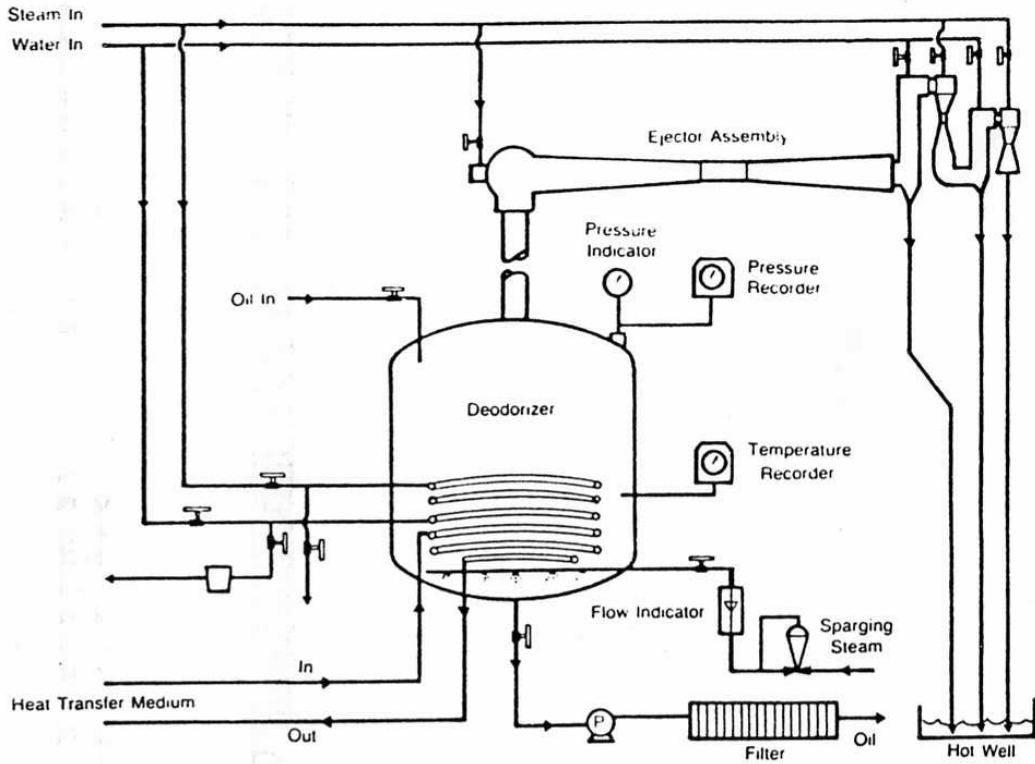 Steam In
Water In
Ejector Assembly
Pressure
Indicator
Pressure
Recorder
Oil In
Deodorizer
Temperature
Recorder
Flow Indicator
Sparging
Steam
In
Heat Transfer Medium
Out
P
Filter
Oil
Hot Well